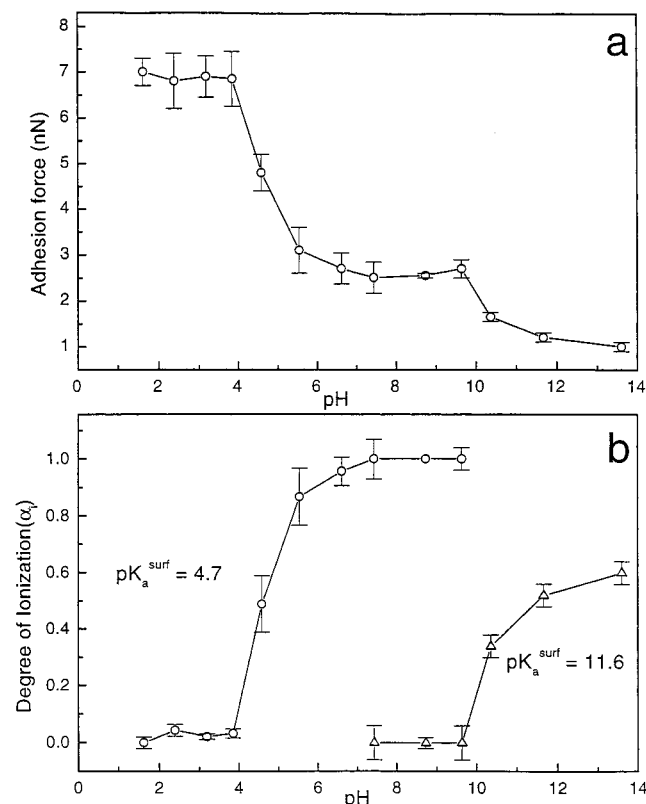 a
Adhesion force (nN)
8
7
6
5
4
3
2
1
0 2 4 6 8 10 12 14
pH
b
Degree of Ionization(αᵢ)
1.0
0.8
0.6
0.4
0.2
0.0
pKₐˢᵘʳᶠ = 4.7
pKₐˢᵘʳᶠ = 11.6
0 2 4 6 8 10 12 14
pH